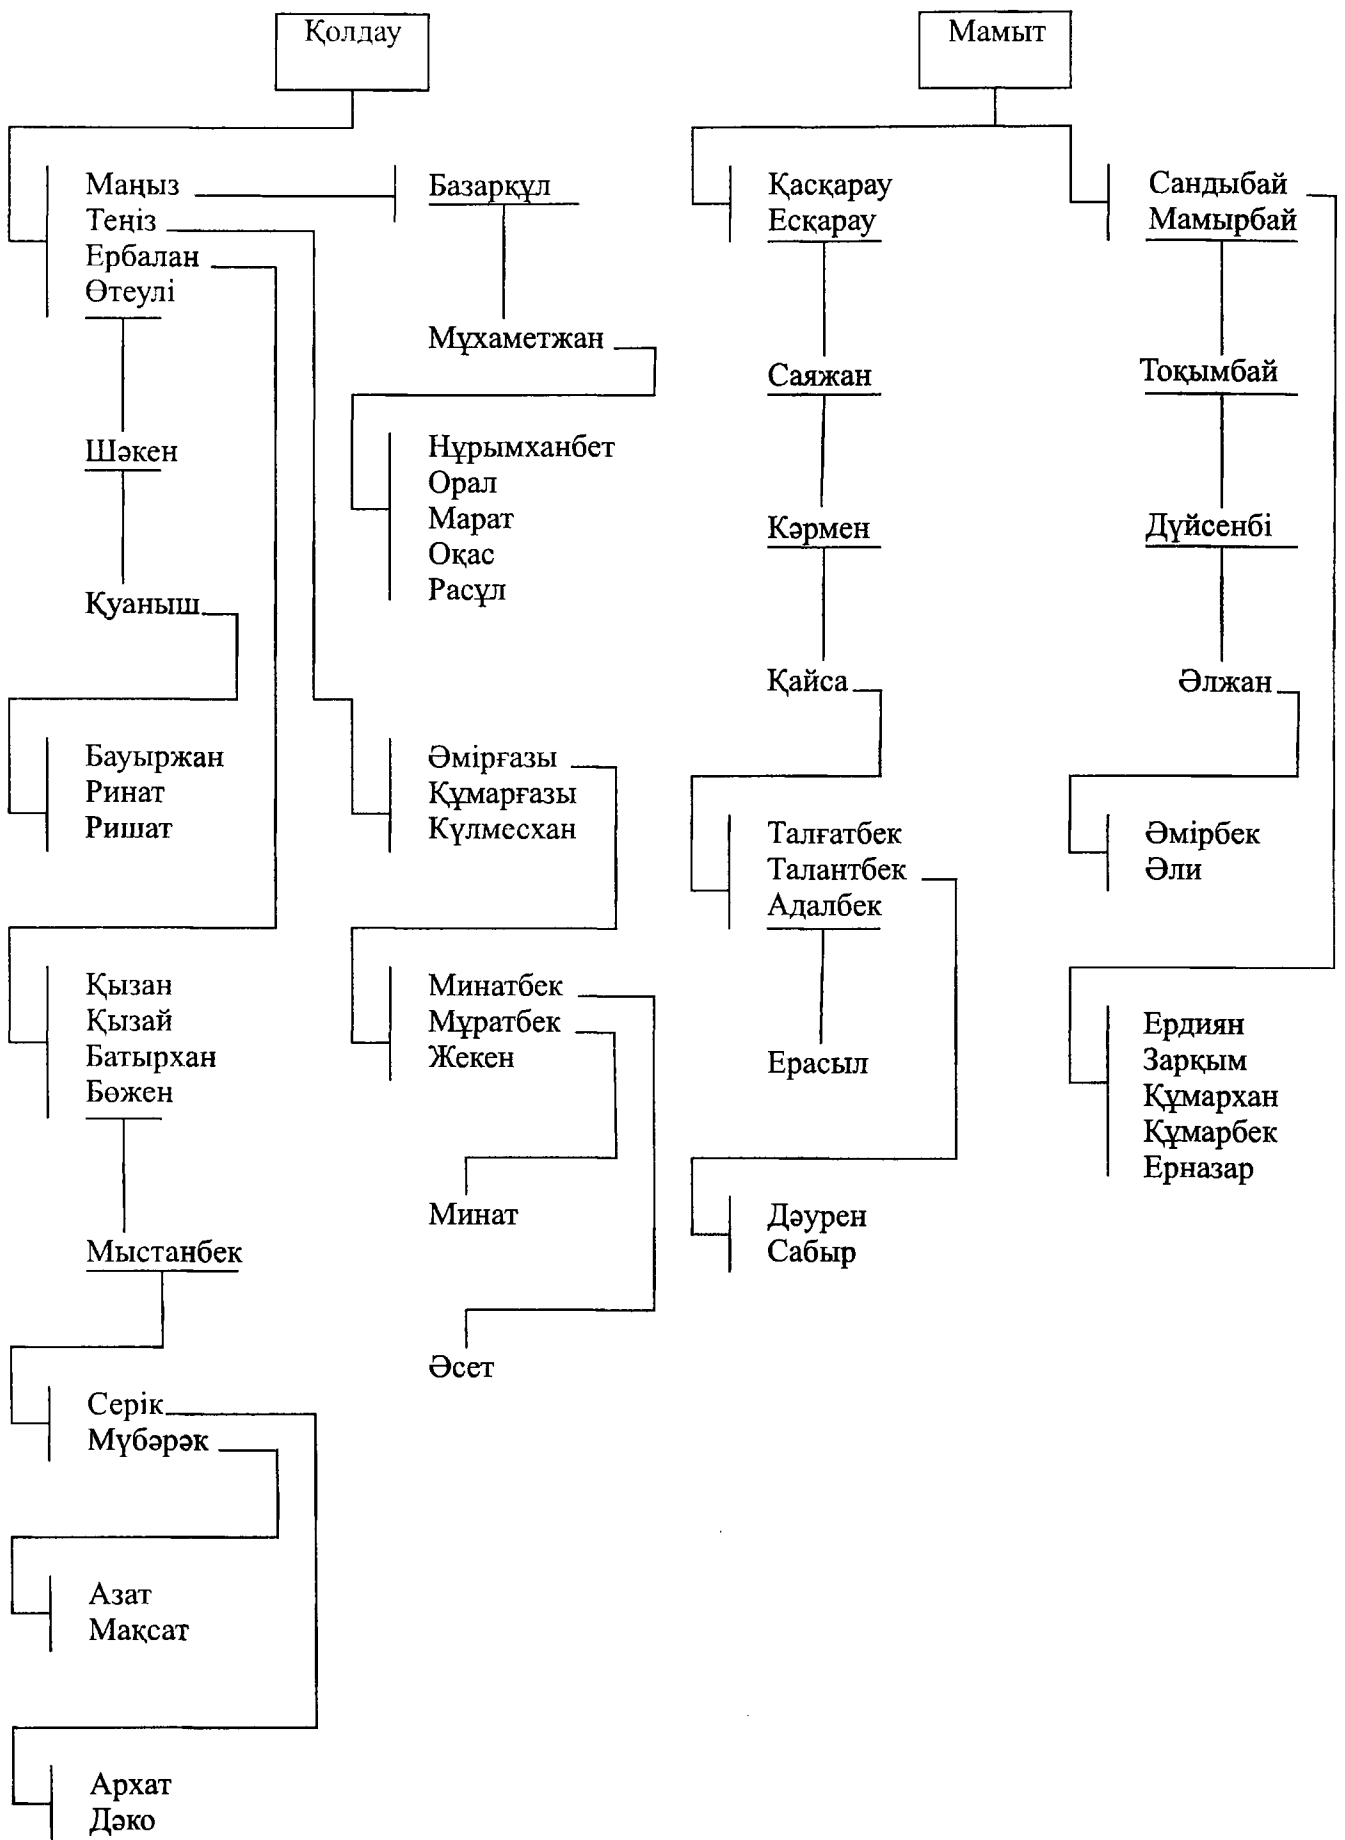 Қолдау
Мамыт
Маңыз
Теңіз
Ербалан
Өтеулі
Базарқұл
Қасқарау
Есқарау
Сандыбай
Мамырбай
Мұхаметжан
Саяжан
Тоқымбай
Шәкен
Нұрымханбет
Орал
Марат
Оқас
Расұл
Кәрмен
Дүйсенбі
Қуаныш
Қайса
Әлжан
Бауыржан
Ринат
Ришат
Әмірғазы
Құмарғазы
Күлмесхан
Талғатбек
Талантбек
Адалбек
Әмірбек
Әли
Қызан
Қызай
Батырхан
Бөжен
Минатбек
Мұратбек
Жекен
Ерасыл
Ердиян
Зарқым
Құмархан
Құмарбек
Ерназар
Минат
Дәурен
Сабыр
Мыстанбек
Әсет
Серік
Мүбәрәк
Азат
Мақсат
Архат
Дәко